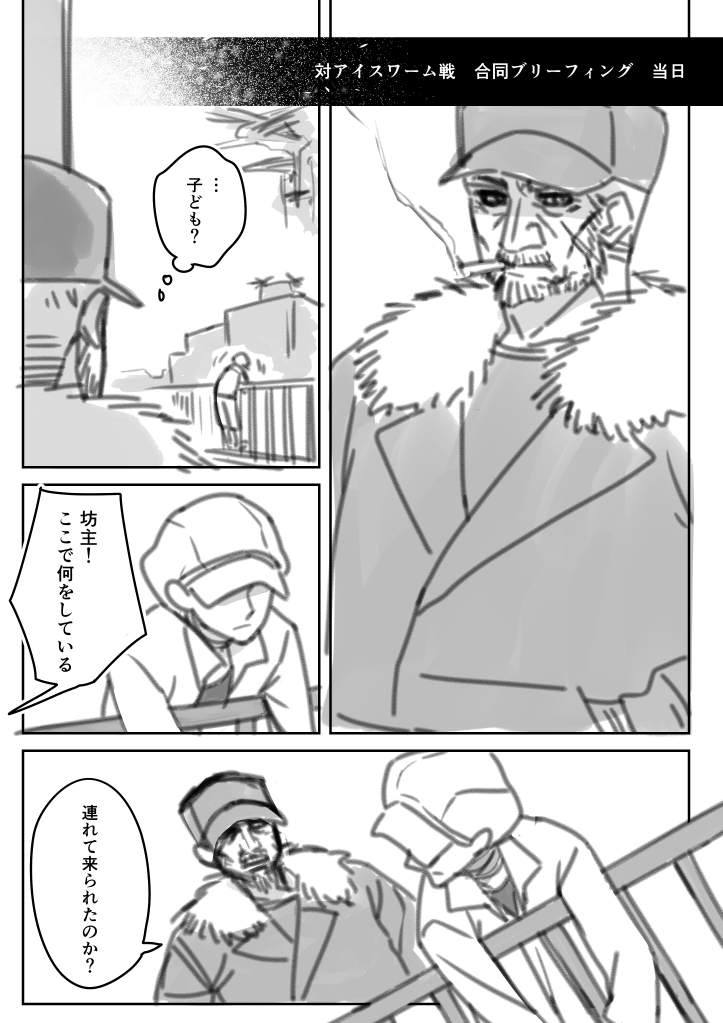 対アイスワーム戦　合同ブリーフィング　当日
…
子ども？
坊主！
ここで何をしている
連れて来られたのか？